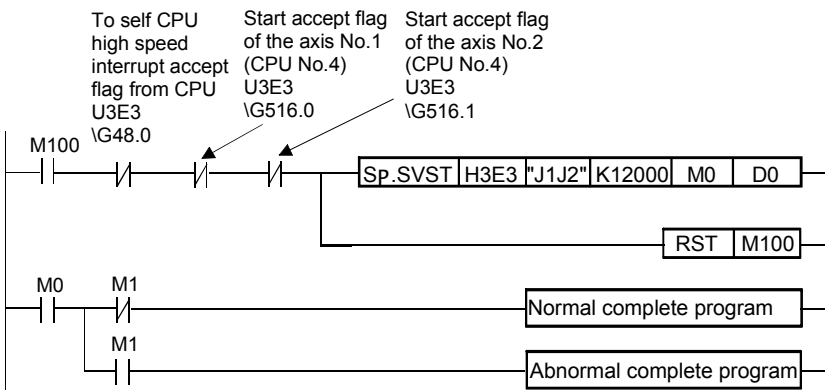 To self CPU
high speed
interrupt accept
flag from CPU
U3E3
\G48.0
Start accept flag
of the axis No.1
(CPU No.4)
U3E3
\G516.0
Start accept flag
of the axis No.2
(CPU No.4)
U3E3
\G516.1
M100
Sp.SVST H3E3 "J1J2" K12000 M0 D0
RST M100
M0 M1
Normal complete program
M1
Abnormal complete program